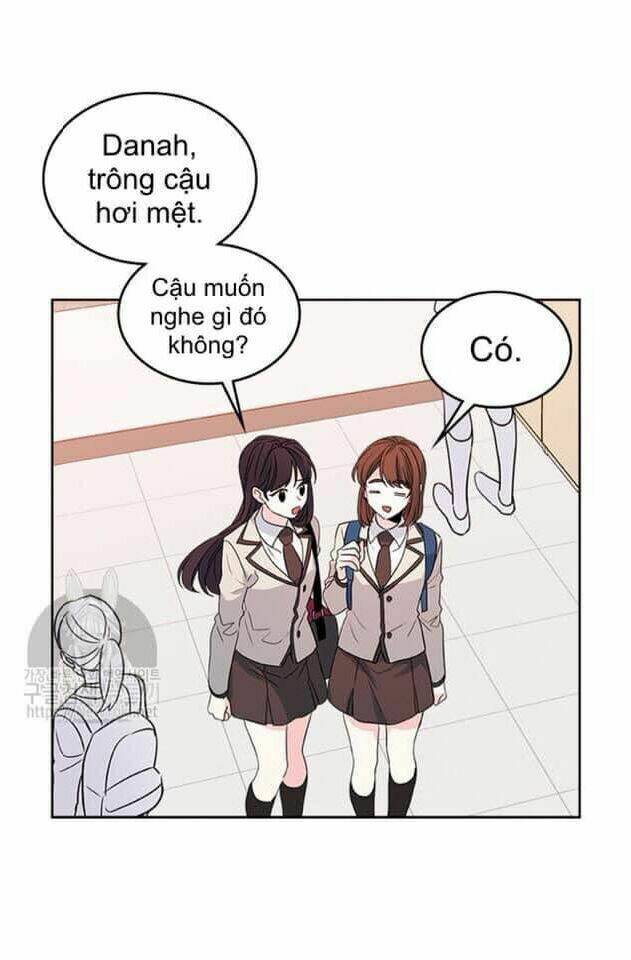 Danah,
trông cậu
hơi mệt.
Cậu muốn
nghe gì đó
không?
Có.